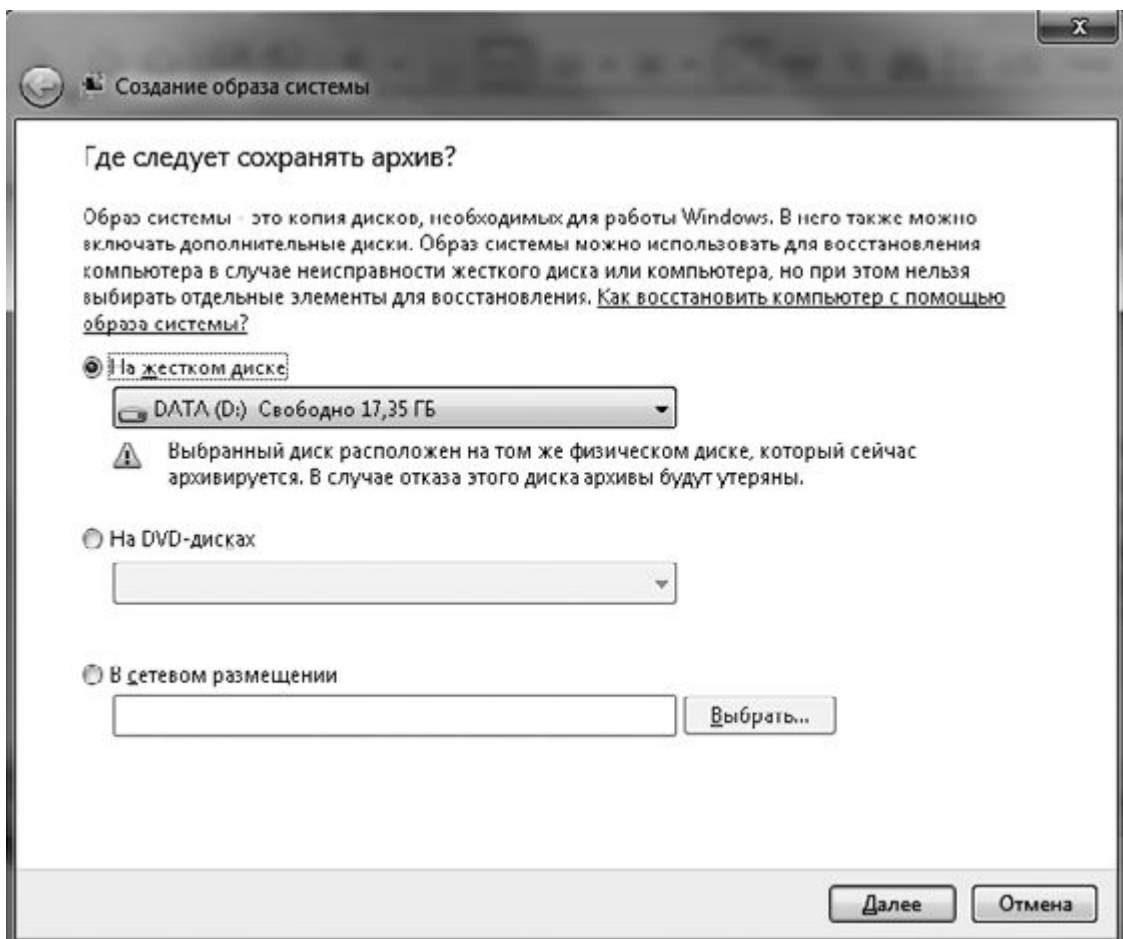 x
Создание образа системы
Где следует сохранять архив?
Образ системы - это копия дисков, необходимых для работы Windows. В него также можно
включать дополнительные диски. Образ системы можно использовать для восстановления
компьютера в случае неисправности жесткого диска или компьютера, но при этом нельзя
выбирать отдельные элементы для восстановления. Как восстановить компьютер с помощью
образа системы?
На жестком диске
DATA (D:) Свободно 17,35 ГБ
Выбранный диск расположен на том же физическом диске, который сейчас
архивируется. В случае отказа этого диска архивы будут утеряны.
На DVD-дисках
В сетевом размещении
Выбрать...
Далее
Отмена